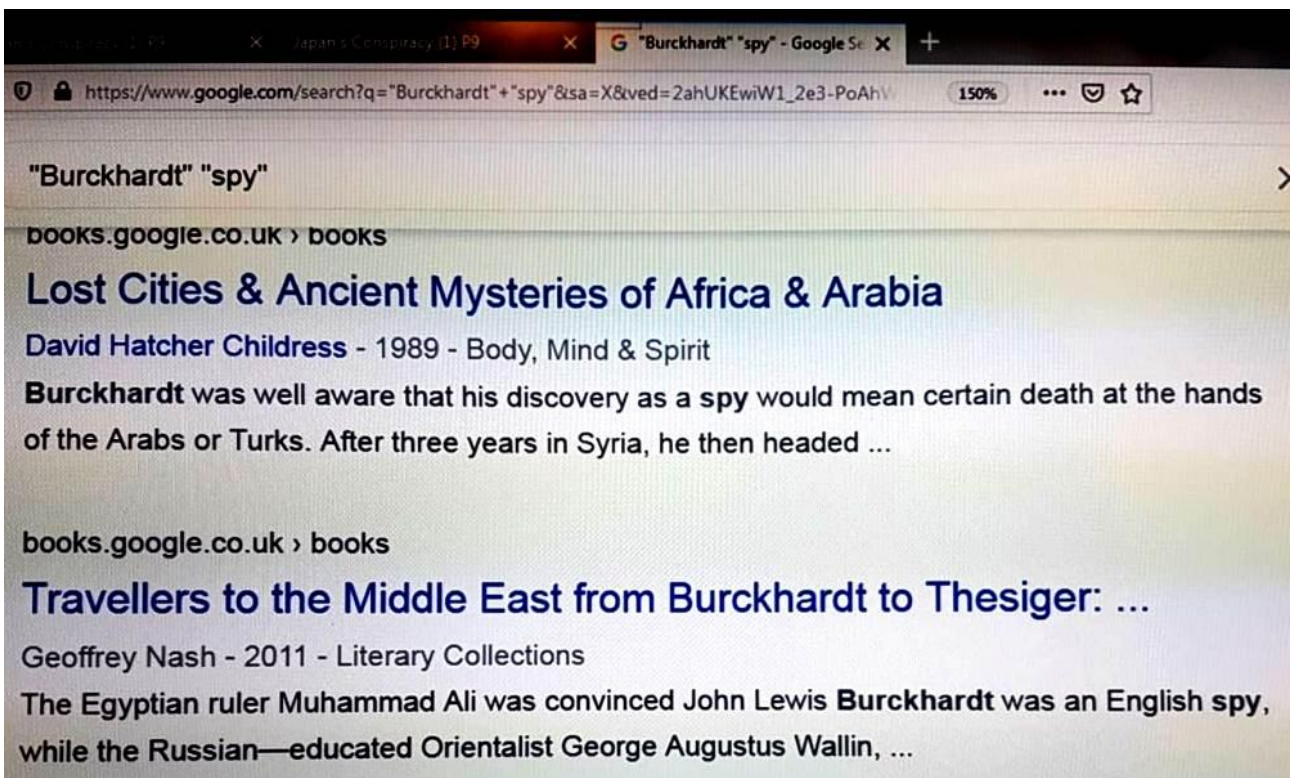 Japan's Conspiracy (1) P9
"Burckhardt" "spy" - Google Se
https://www.google.com/search?q="Burckhardt"+"spy"&sa=X&ved=2ahUKEwiW1_2e3-PoAhW
150%
"Burckhardt" "spy"
books.google.co.uk › books
Lost Cities & Ancient Mysteries of Africa & Arabia
David Hatcher Childress - 1989 - Body, Mind & Spirit
Burckhardt was well aware that his discovery as a spy would mean certain death at the hands
of the Arabs or Turks. After three years in Syria, he then headed ...
books.google.co.uk › books
Travellers to the Middle East from Burckhardt to Thesiger: ...
Geoffrey Nash - 2011 - Literary Collections
The Egyptian ruler Muhammad Ali was convinced John Lewis Burckhardt was an English spy,
while the Russian—educated Orientalist George Augustus Wallin, ...